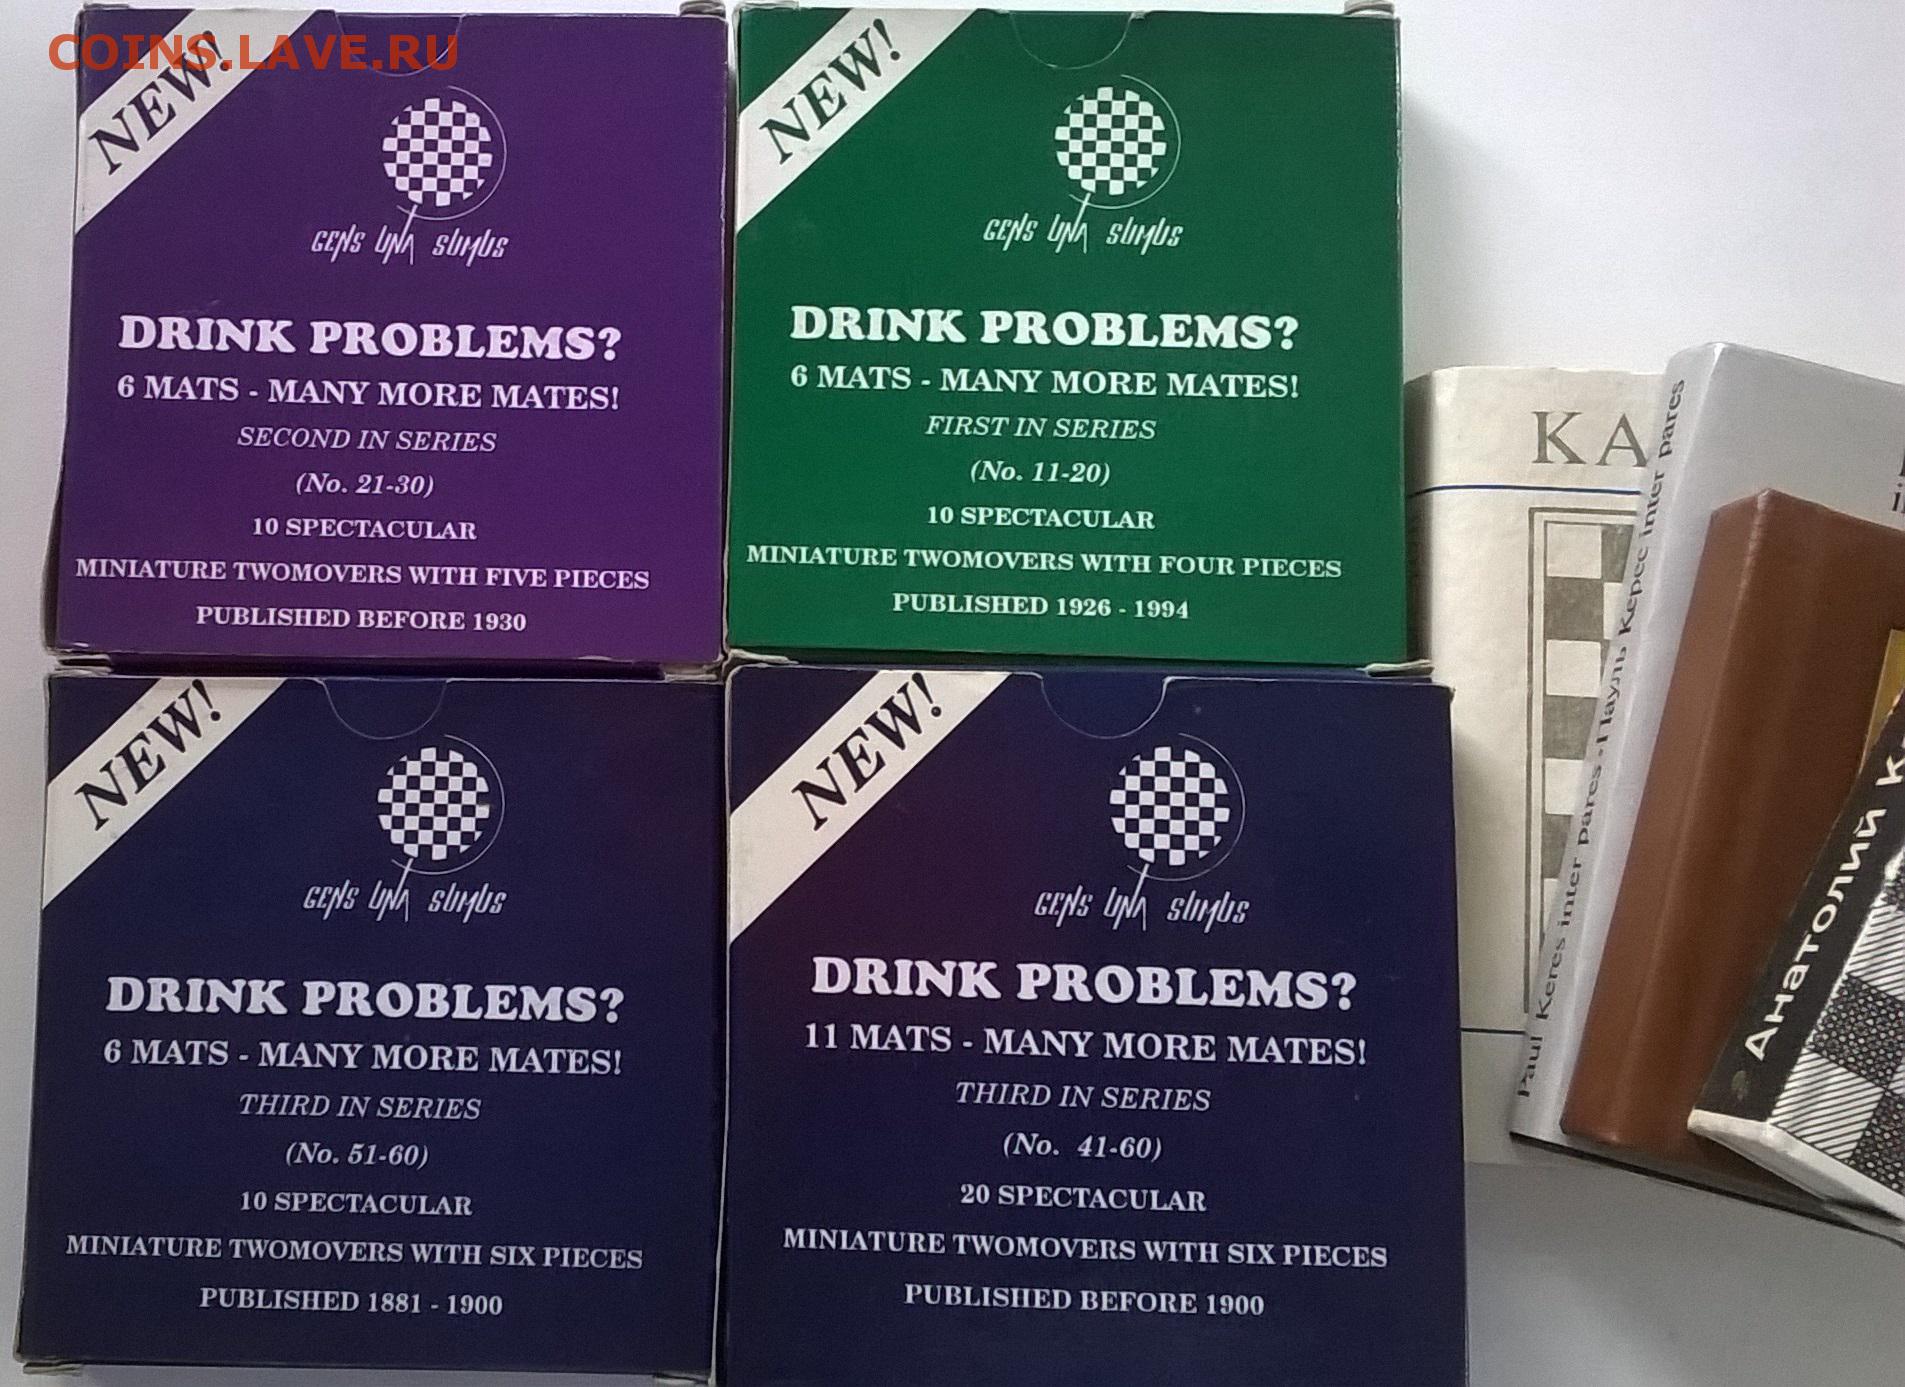 COINS.LAVE.RU
NEW!
GENS UNA SUMUS
DRINK PROBLEMS?
6 MATS - MANY MORE MATES!
SECOND IN SERIES
(No. 21-30)
10 SPECTACULAR
MINIATURE TWOMOVERS WITH FIVE PIECES
PUBLISHED BEFORE 1930
NEW!
GENS UNA SUMUS
DRINK PROBLEMS?
6 MATS - MANY MORE MATES!
FIRST IN SERIES
(No. 11-20)
10 SPECTACULAR
MINIATURE TWOMOVERS WITH FOUR PIECES
PUBLISHED 1926 - 1994
NEW!
GENS UNA SUMUS
DRINK PROBLEMS?
6 MATS - MANY MORE MATES!
THIRD IN SERIES
(No. 51-60)
10 SPECTACULAR
MINIATURE TWOMOVERS WITH SIX PIECES
PUBLISHED 1881 - 1900
NEW!
GENS UNA SUMUS
DRINK PROBLEMS?
11 MATS - MANY MORE MATES!
THIRD IN SERIES
(No. 41-60)
20 SPECTACULAR
MINIATURE TWOMOVERS WITH SIX PIECES
PUBLISHED BEFORE 1900
KA
Paul Keres inter pares • Пауль Керес inter pares
Анатолий К